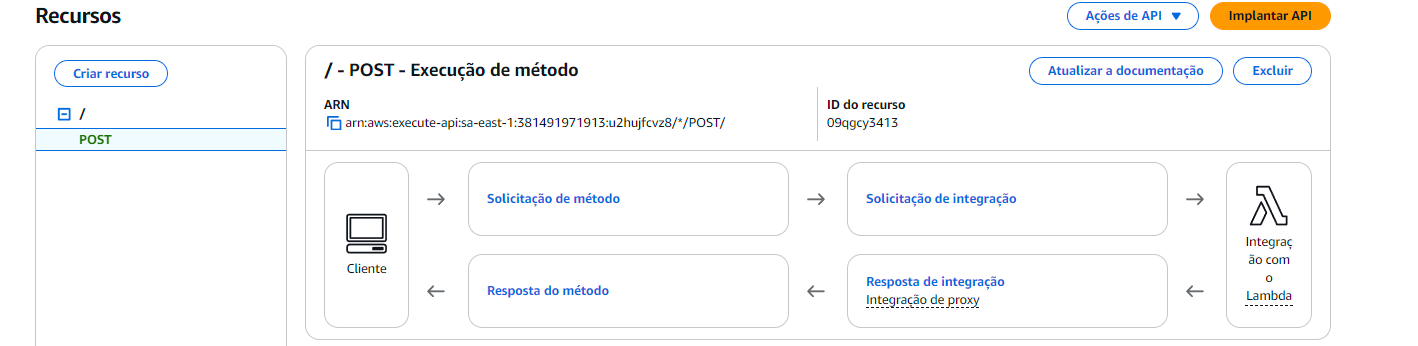 Recursos
Ações de API
Implantar API
Criar recurso
/
POST
/ - POST - Execução de método
Atualizar a documentação
Excluir
ARN
arn:aws:execute-api:sa-east-1:381491971913:u2hujfcvz8/*/POST/
ID do recurso
09qgcy3413
Cliente
Solicitação de método
Solicitação de integração
Resposta do método
Resposta de integração
Integração de proxy
Integraç
ão com
o
Lambda